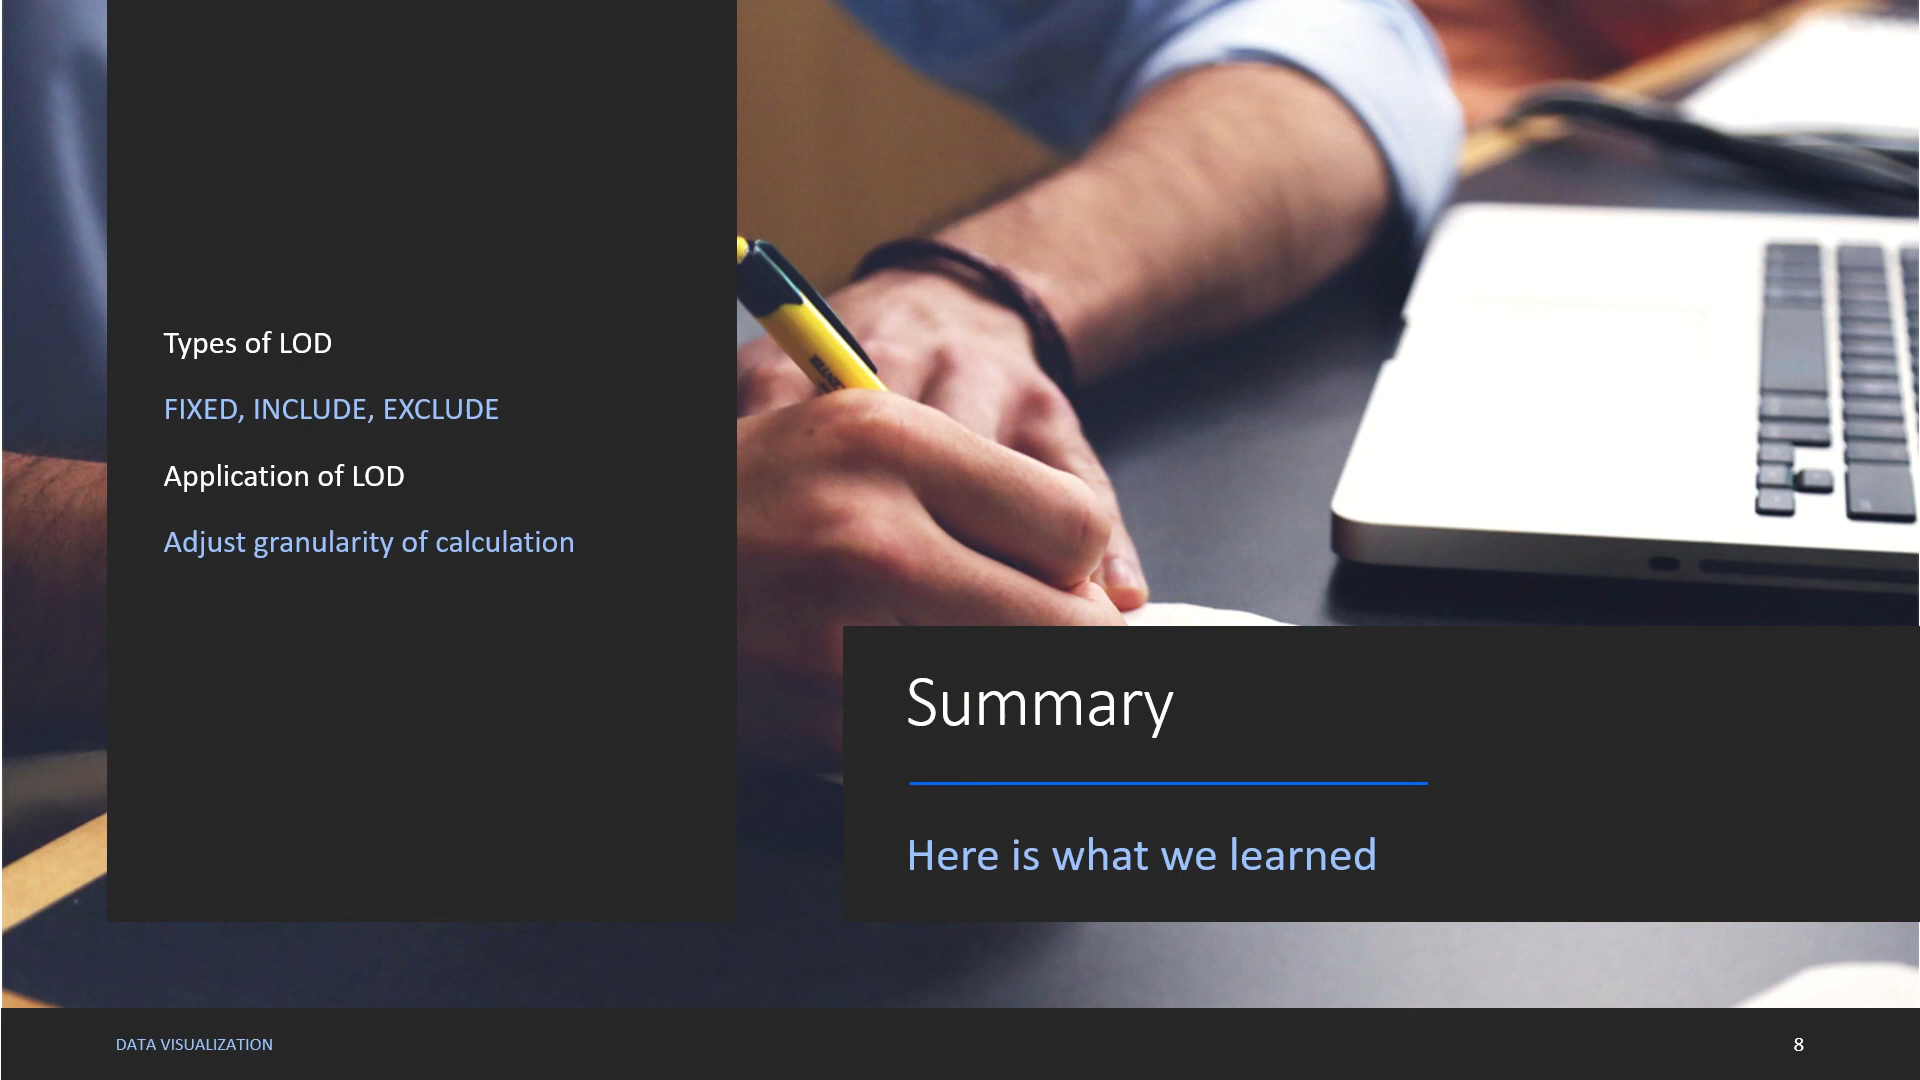 Types of LOD
FIXED, INCLUDE, EXCLUDE
Application of LOD
Adjust granularity of calculation
Summary
Here is what we learned
DATA VISUALIZATION
8